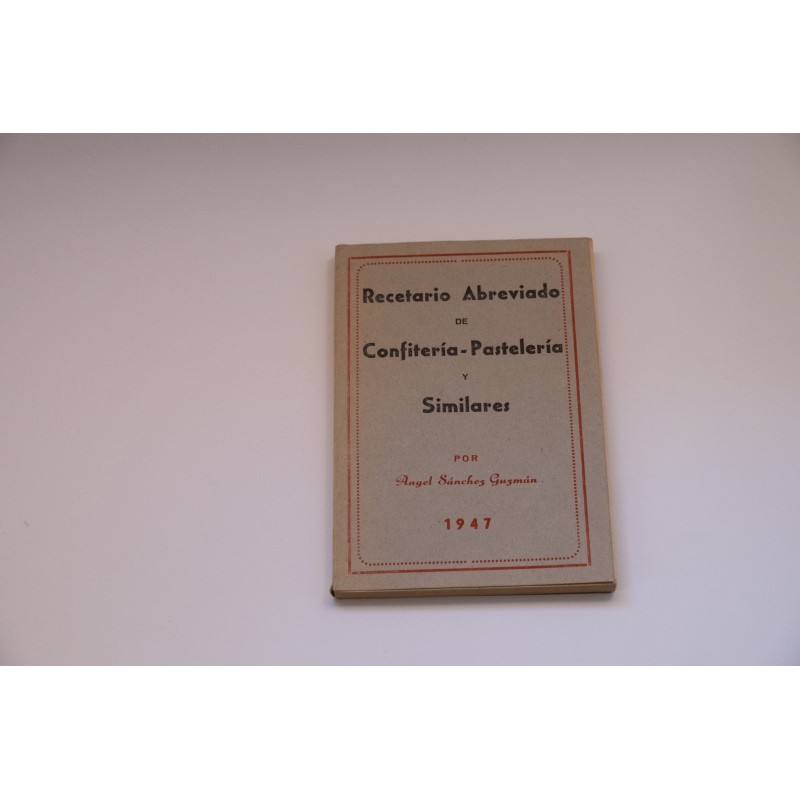 Recetario Abreviado
DE
Confitería-Pastelería
Y
Similares
POR
Angel Sánchez Guzmán
1947